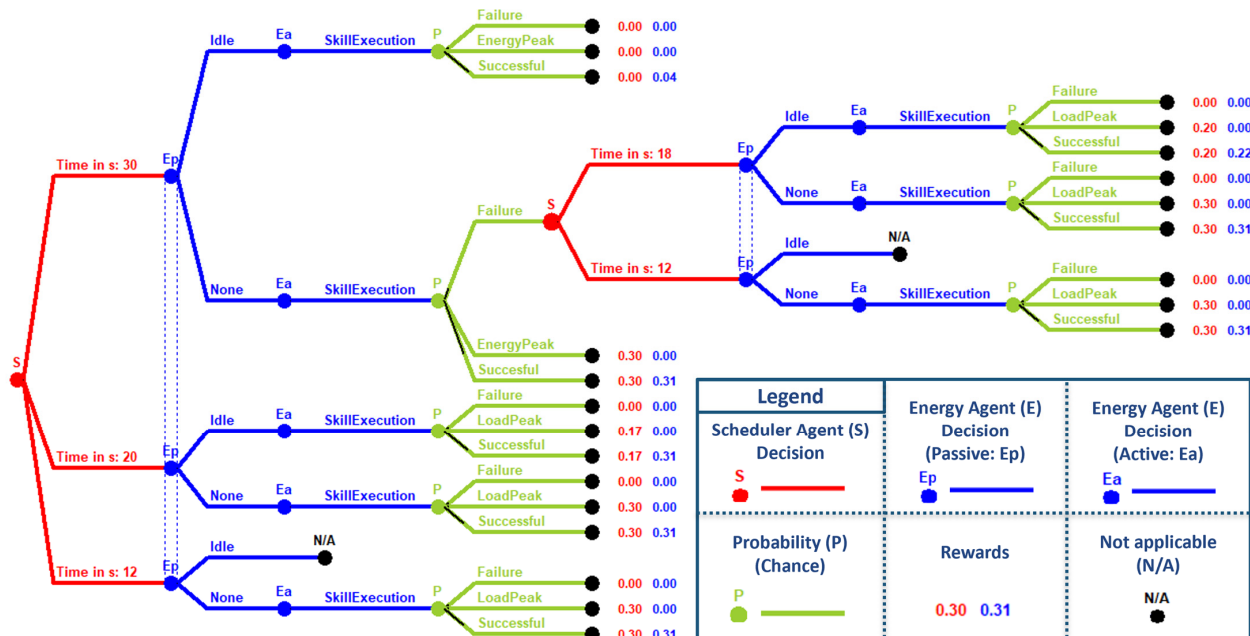 Failure
0.00 0.00
Idle
Ea
SkillExecution
P
EnergyPeak
0.00 0.00
Successful
0.00 0.04
Time in s: 30
Ep
None
Ea
SkillExecution
P
Failure
S
EnergyPeak
0.30 0.00
Succesful
0.30 0.31
Time in s: 18
Ep
Idle
Ea
SkillExecution
P
Failure
0.00 0.00
LoadPeak
0.20 0.00
Successful
0.20 0.22
None
Ea
SkillExecution
P
Failure
0.00 0.00
LoadPeak
0.30 0.00
Successful
0.30 0.31
Time in s: 12
Ep
Idle
N/A
None
Ea
SkillExecution
P
Failure
0.00 0.00
LoadPeak
0.30 0.00
Successful
0.30 0.31
S
Time in s: 20
Ep
Idle
Ea
SkillExecution
P
Failure
0.00 0.00
LoadPeak
0.17 0.00
Successful
0.17 0.31
None
Ea
SkillExecution
P
Failure
0.00 0.00
LoadPeak
0.30 0.00
Successful
0.30 0.31
Time in s: 12
Ep
Idle
N/A
None
Ea
SkillExecution
P
Failure
0.00 0.00
LoadPeak
0.30 0.00
Successful
0.30 0.31
Legend
Scheduler Agent (S)
Decision
S
Energy Agent (E)
Decision
(Passive: Ep)
Ep
Energy Agent (E)
Decision
(Active: Ea)
Ea
Probability (P)
(Chance)
P
Rewards
0.30 0.31
Not applicable
(N/A)
N/A